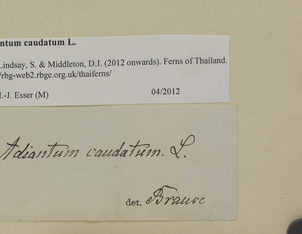 ntum caudatum L.
Lindsay, S. & Middleton, D.J. (2012 onwards). Ferns of Thailand.
/rbg-web2.rbge.org.uk/thaiferns/
.-J. Esser (M) 04/2012
Adiantum caudatum. L.
det. Brause